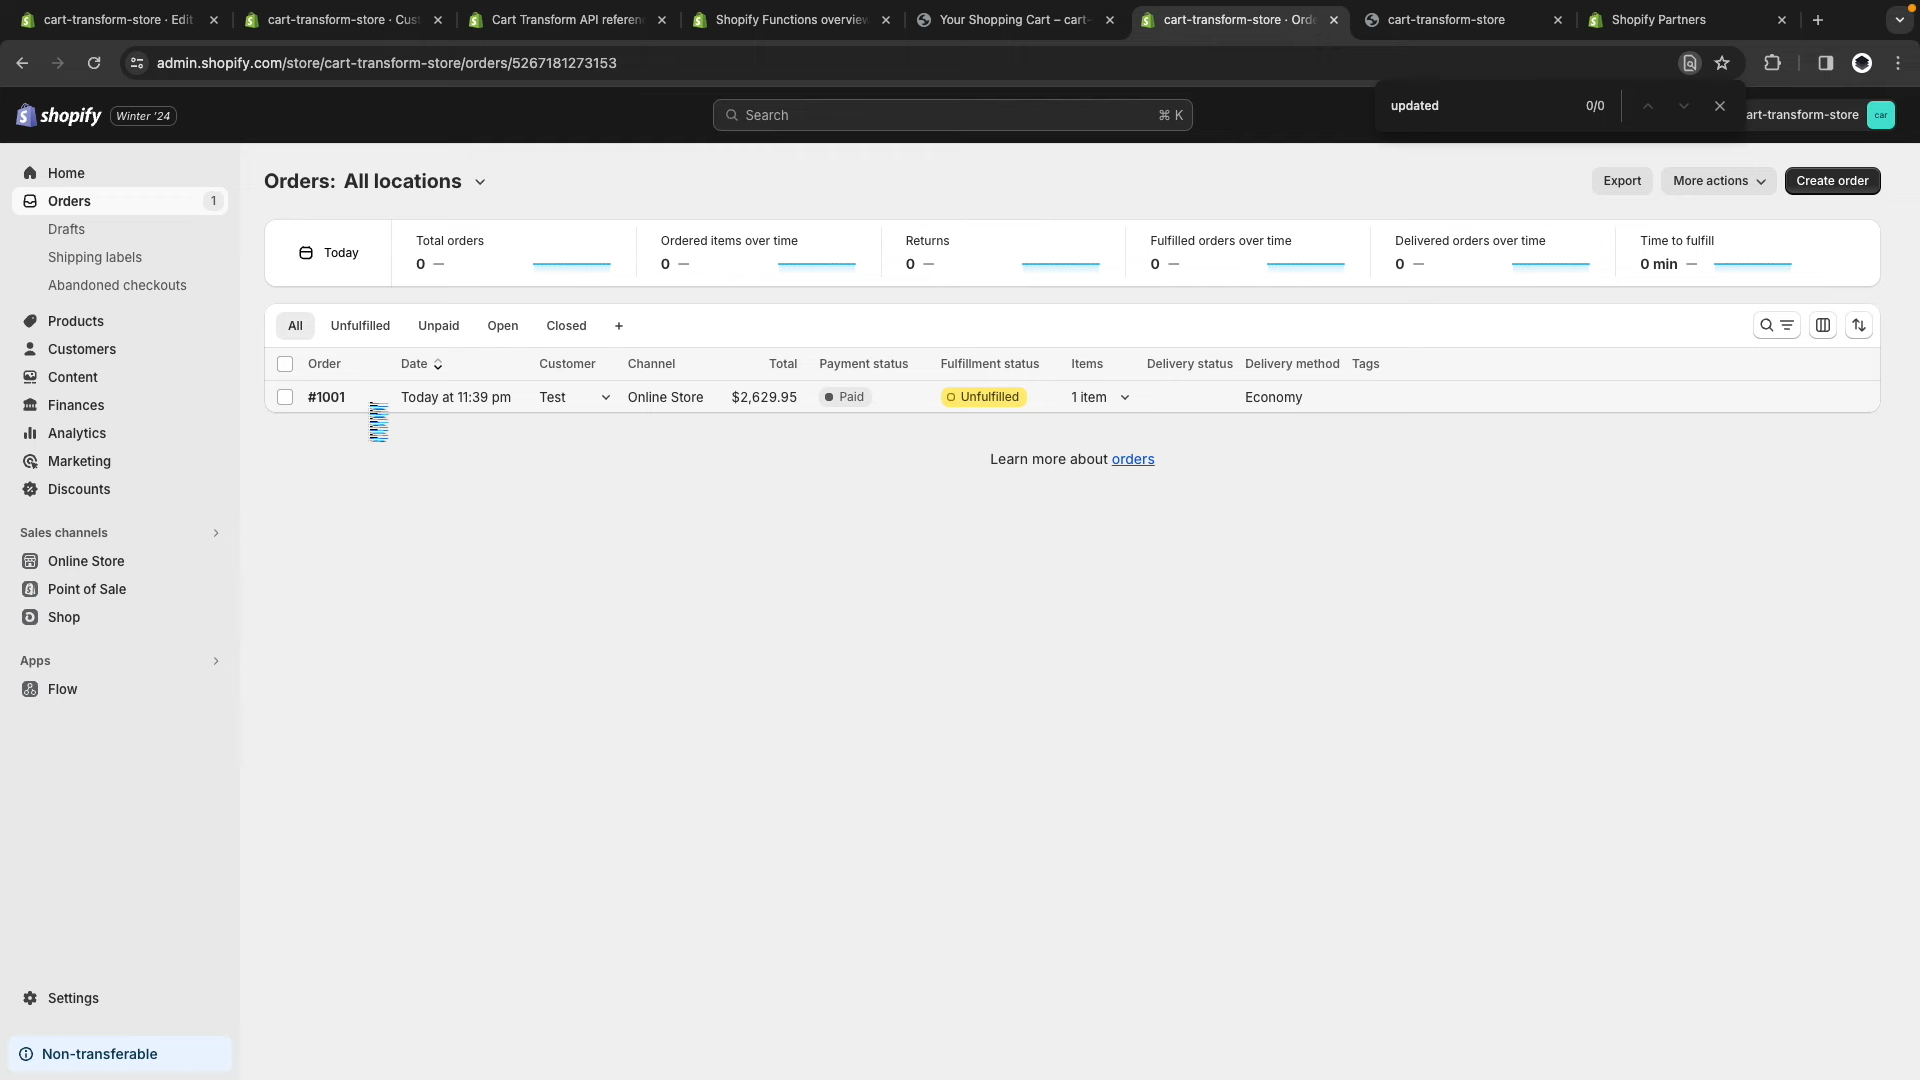 cart-transform-store · Edit
cart-transform-store · Cust
Cart Transform API referen
Shopify Functions overview
Your Shopping Cart – cart-
cart-transform-store · Orde
cart-transform-store
Shopify Partners
admin.shopify.com/store/cart-transform-store/orders/5267181273153
updated
0/0
shopify
Winter '24
Search
⌘ K
art-transform-store
car
Home
Orders
1
Drafts
Shipping labels
Abandoned checkouts
Products
Customers
Content
Finances
Analytics
Marketing
Discounts
Sales channels
Online Store
Point of Sale
Shop
Apps
Flow
Settings
Non-transferable
Orders: All locations
Export
More actions
Create order
Today
Total orders
0 —
Ordered items over time
0 —
Returns
0 —
Fulfilled orders over time
0 —
Delivered orders over time
0 —
Time to fulfill
0 min —
All
Unfulfilled
Unpaid
Open
Closed
+
Order Date Customer Channel Total Payment status Fulfillment status Items Delivery status Delivery method Tags
#1001 Today at 11:39 pm Test Online Store $2,629.95 Paid Unfulfilled 1 item Economy
Learn more about orders